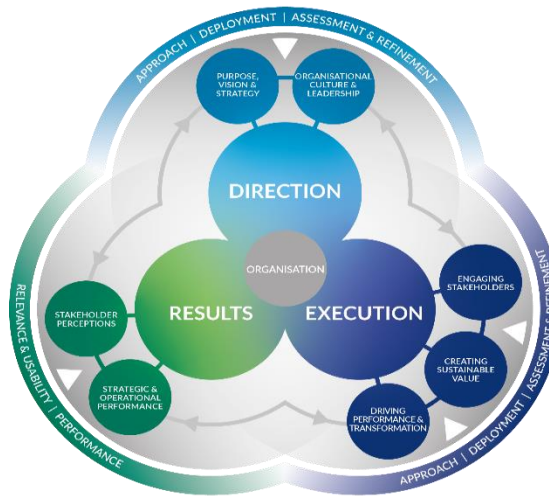 APPROACH | DEPLOYMENT | ASSESSMENT & REFINEMENT
PURPOSE,
VISION &
STRATEGY
ORGANISATIONAL
CULTURE &
LEADERSHIP
DIRECTION
ORGANISATION
RESULTS
EXECUTION
STAKEHOLDER
PERCEPTIONS
STRATEGIC &
OPERATIONAL
PERFORMANCE
ENGAGING
STAKEHOLDERS
CREATING
SUSTAINABLE
VALUE
DRIVING
PERFORMANCE &
TRANSFORMATION
RELEVANCE & USABILITY | PERFORMANCE
APPROACH | DEPLOYMENT | ASSESSMENT & REFINEMENT